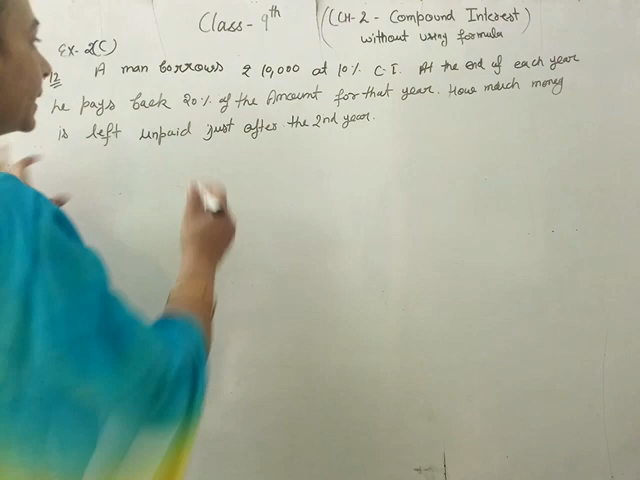 Class - 9th
(CH-2 - Compound Interest)
without using formula
Ex- 2(C)
12 A man borrows ₹ 10,000 at 10% C.I. At the end of each year
he pays back 20% of the Amount for that year. How much money
is left unpaid just after the 2nd year.